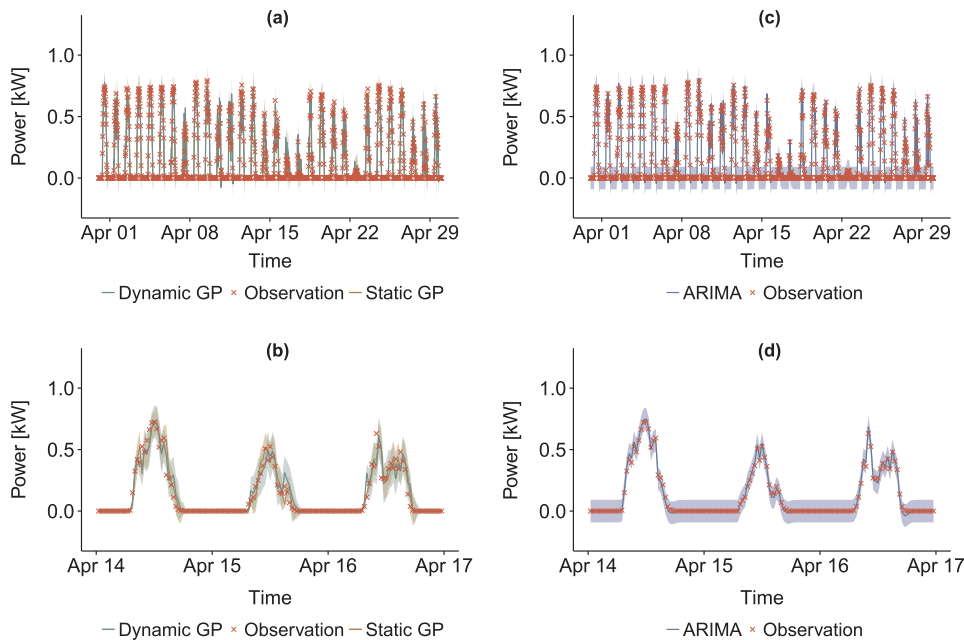 (a)
Power [kW]
1.0
0.5
0.0
Apr 01 Apr 08 Apr 15 Apr 22 Apr 29
Time
Dynamic GP × Observation Static GP
(c)
Power [kW]
1.0
0.5
0.0
Apr 01 Apr 08 Apr 15 Apr 22 Apr 29
Time
ARIMA × Observation
(b)
Power [kW]
1.0
0.5
0.0
Apr 14 Apr 15 Apr 16 Apr 17
Time
Dynamic GP × Observation Static GP
(d)
Power [kW]
1.0
0.5
0.0
Apr 14 Apr 15 Apr 16 Apr 17
Time
ARIMA × Observation